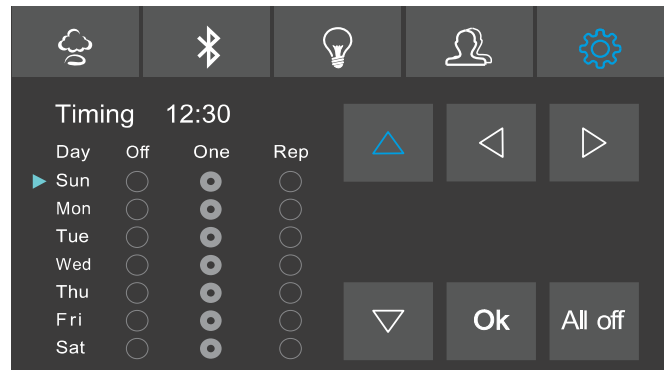 Timing 12:30
Day Off One Rep
Sun
Mon
Tue
Wed
Thu
Fri
Sat
Ok All off